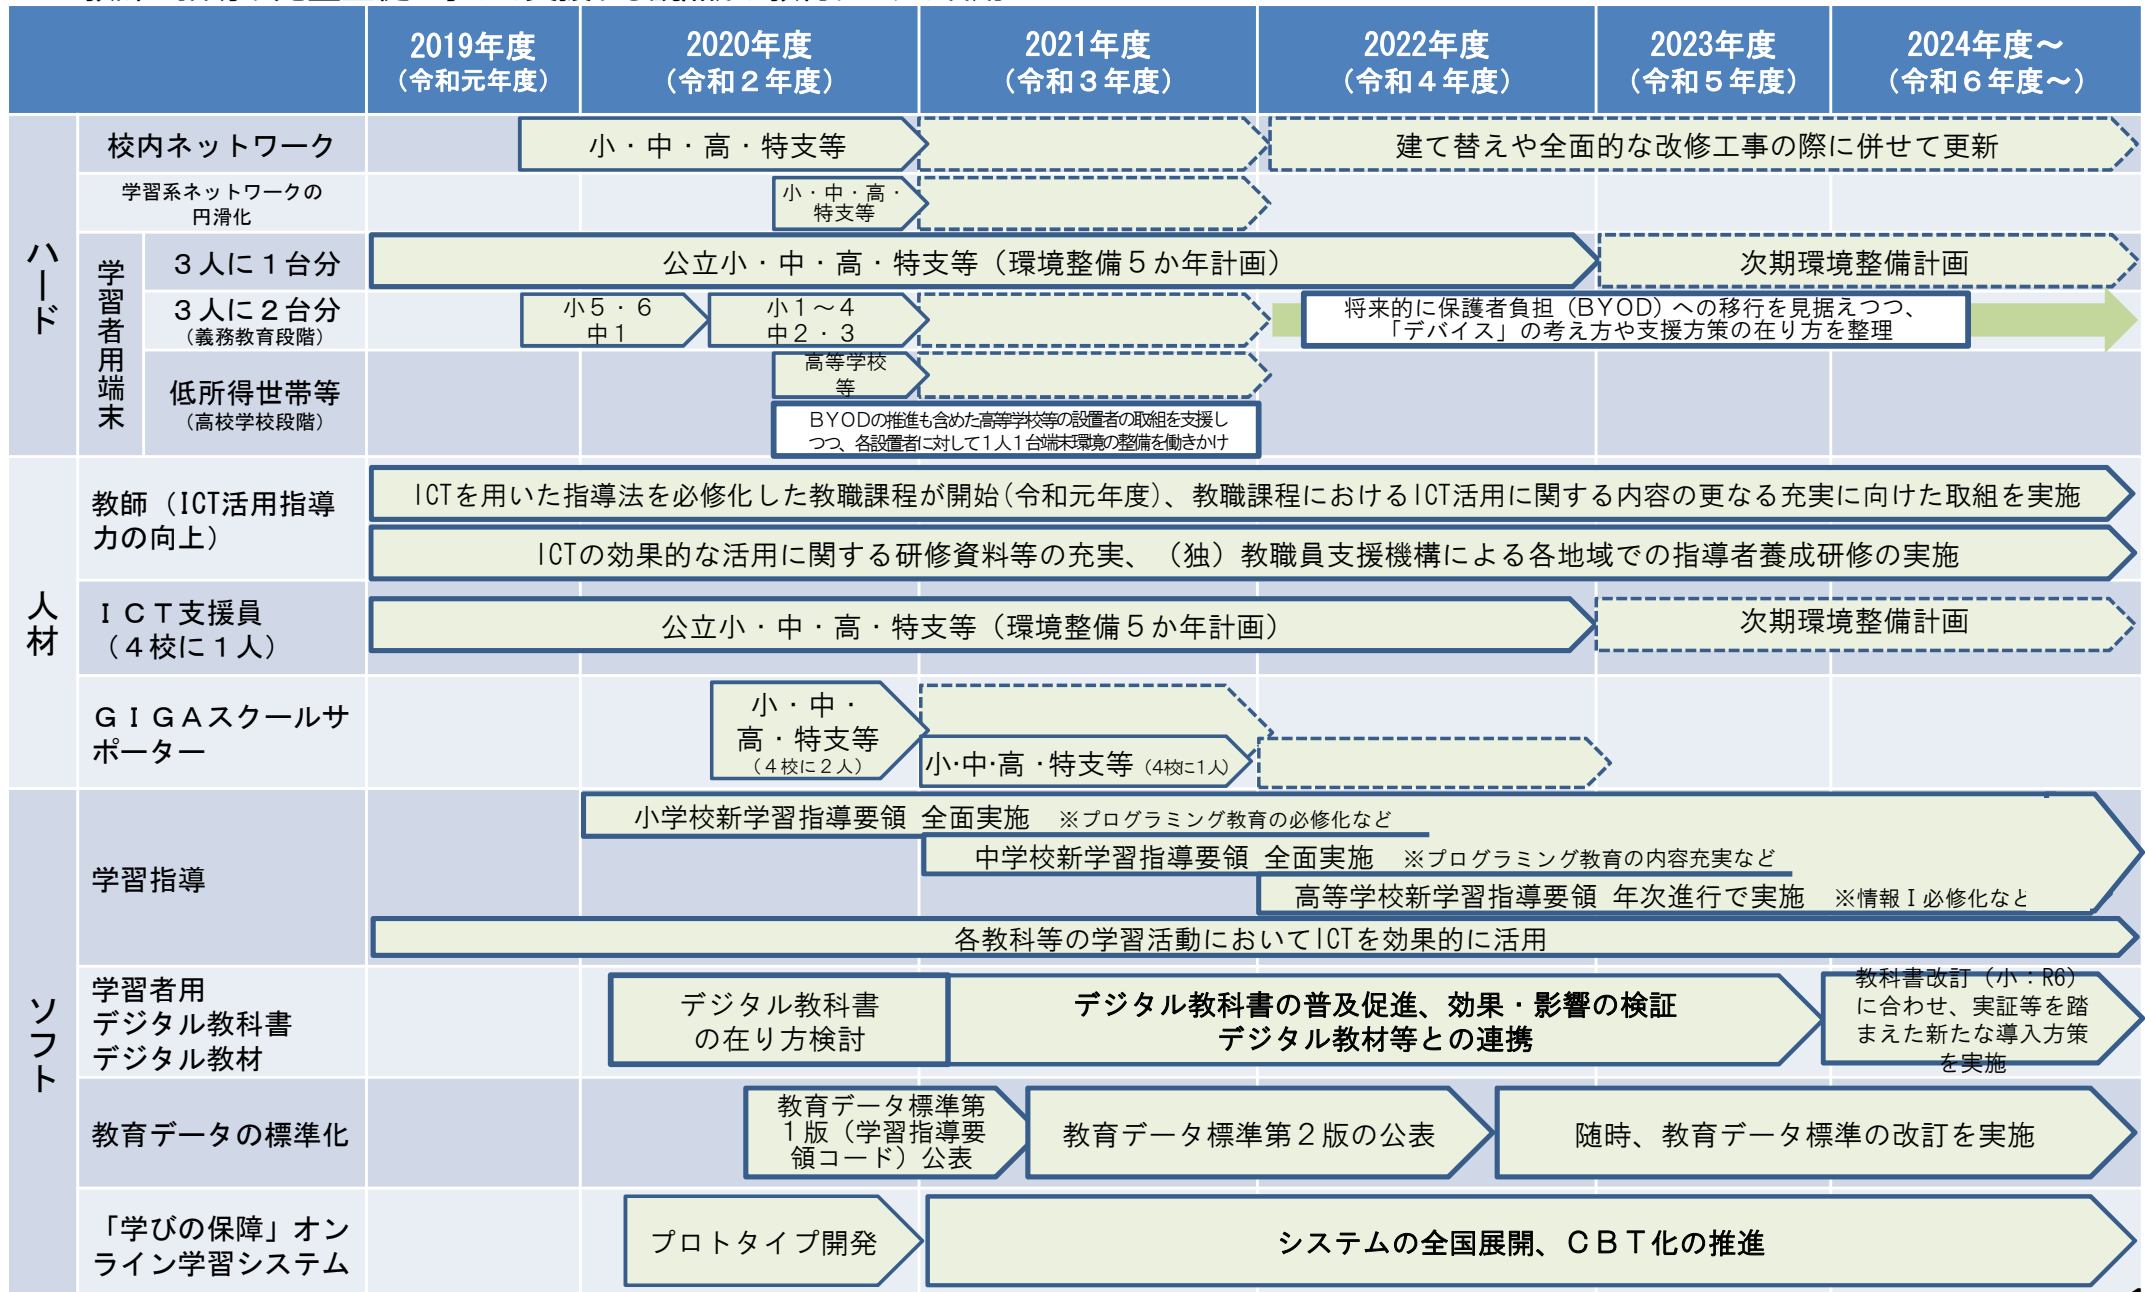 2019年度
（令和元年度）
2020年度
（令和２年度）
2021年度
（令和３年度）
2022年度
（令和４年度）
2023年度
（令和５年度）
2024年度～
（令和６年度～）
ハード
校内ネットワーク
小・中・高・特支等
建て替えや全面的な改修工事の際に併せて更新
学習系ネットワークの
円滑化
小・中・高・
特支等
学習者用端末
３人に１台分
公立小・中・高・特支等（環境整備５か年計画）
次期環境整備計画
３人に２台分
（義務教育段階）
小５・６
中１
小１～４
中２・３
将来的に保護者負担（BYOD）への移行を見据えつつ、
「デバイス」の考え方や支援方策の在り方を整理
低所得世帯等
（高校学校段階）
高等学校
等
ＢＹＯＤの推進も含めた高等学校等の設置者の取組を支援し
つつ、各設置者に対して１人１台端末環境の整備を働きかけ
人材
教師（ICT活用指導
力の向上）
ICTを用いた指導法を必修化した教職課程が開始(令和元年度)、教職課程におけるICT活用に関する内容の更なる充実に向けた取組を実施
ICTの効果的な活用に関する研修資料等の充実、（独）教職員支援機構による各地域での指導者養成研修の実施
ＩＣＴ支援員
（４校に１人）
公立小・中・高・特支等（環境整備５か年計画）
次期環境整備計画
ＧＩＧＡスクールサ
ポーター
小・中・
高・特支等
（４校に２人）
小・中・高・特支等（4校に1人）
ソフト
学習指導
小学校新学習指導要領 全面実施　※プログラミング教育の必修化など
中学校新学習指導要領 全面実施　※プログラミング教育の内容充実など
高等学校新学習指導要領 年次進行で実施　※情報Ⅰ必修化など
各教科等の学習活動においてICTを効果的に活用
学習者用
デジタル教科書
デジタル教材
デジタル教科書
の在り方検討
デジタル教科書の普及促進、効果・影響の検証
デジタル教材等との連携
教科書改訂（小：R6）
に合わせ、実証等を踏
まえた新たな導入方策
を実施
教育データの標準化
教育データ標準第
１版（学習指導要
領コード）公表
教育データ標準第２版の公表
随時、教育データ標準の改訂を実施
「学びの保障」オン
ライン学習システム
プロトタイプ開発
システムの全国展開、ＣＢＴ化の推進